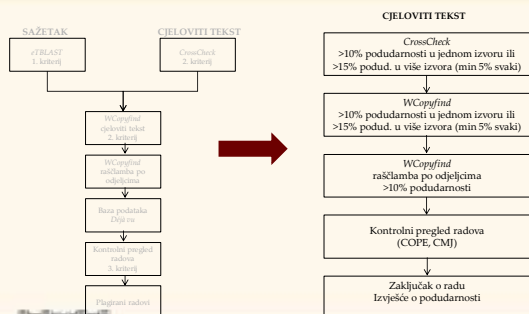 SAŽETAK
eTBLAST
1. kriterij
CJELOVITI TEKST
CrossCheck
2. kriterij
WCopyfind
cjeloviti tekst
2. kriterij
WCopyfind
raščlamba po
odjeljcima
Baza podataka
Déjà vu
Kontrolni pregled
radova
3. kriterij
Plagirani radovi
CJELOVITI TEKST
CrossCheck
>10% podudarnosti u jednom izvoru ili
>15% podud. u više izvora (min 5% svaki)
WCopyfind
>10% podudarnosti u jednom izvoru ili
>15% podud. u više izvora (min 5% svaki)
WCopyfind
raščlamba po odjeljcima
>10% podudarnosti
Kontrolni pregled radova
(COPE, CMJ)
Zaključak o radu
Izvješće o podudarnosti